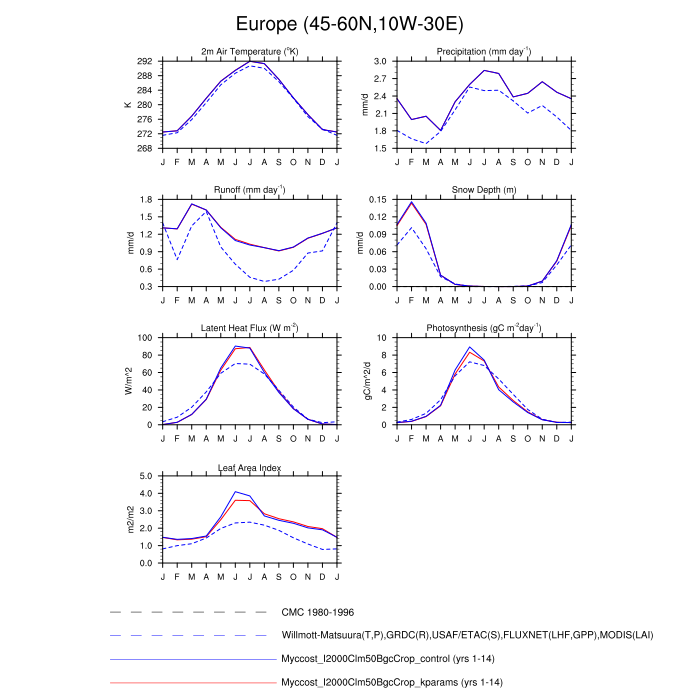 Europe (45-60N,10W-30E)
2m Air Temperature (°K)
Precipitation (mm day-1)
292
288
284
280
276
272
268
K
J F M A M J J A S O N D J
3.0
2.7
2.4
2.1
1.8
1.5
mm/d
J F M A M J J A S O N D J
Runoff (mm day-1)
Snow Depth (m)
1.8
1.5
1.2
0.9
0.6
0.3
mm/d
J F M A M J J A S O N D J
0.15
0.12
0.09
0.06
0.03
0.00
mm/d
J F M A M J J A S O N D J
Latent Heat Flux (W m-2)
Photosynthesis (gC m-2day-1)
100
80
60
40
20
0
W/m^2
J F M A M J J A S O N D J
10
8
6
4
2
0
gC/m^2/d
J F M A M J J A S O N D J
Leaf Area Index
5.0
4.0
3.0
2.0
1.0
0.0
m2/m2
J F M A M J J A S O N D J
CMC 1980-1996
Willmott-Matsuura(T,P),GRDC(R),USAF/ETAC(S),FLUXNET(LHF,GPP),MODIS(LAI)
Myccost_I2000Clm50BgcCrop_control (yrs 1-14)
Myccost_I2000Clm50BgcCrop_kparams (yrs 1-14)